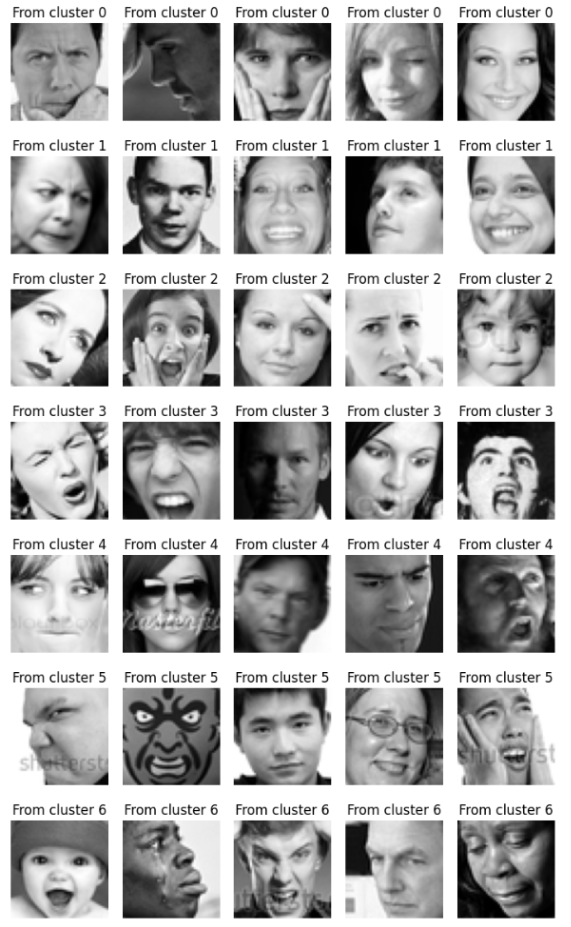 From cluster 0 From cluster 0 From cluster 0 From cluster 0 From cluster 0
From cluster 1 From cluster 1 From cluster 1 From cluster 1 From cluster 1
From cluster 2 From cluster 2 From cluster 2 From cluster 2 From cluster 2
From cluster 3 From cluster 3 From cluster 3 From cluster 3 From cluster 3
From cluster 4 From cluster 4 From cluster 4 From cluster 4 From cluster 4
Masterfil
From cluster 5 From cluster 5 From cluster 5 From cluster 5 From cluster 5
shutterst shutterst
From cluster 6 From cluster 6 From cluster 6 From cluster 6 From cluster 6
utterst